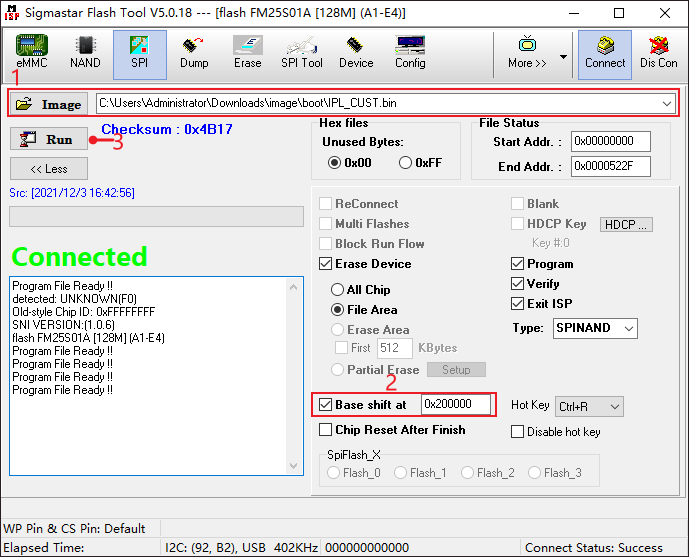 M
ISP
Sigmastar Flash Tool V5.0.18 --- [flash FM25S01A [128M] (A1-E4)]
eMMC NAND SPI Dump Erase SPI Tool Device Config More >> Connect Dis Con
1
Image C:\Users\Administrator\Downloads\image\boot\IPL_CUST.bin
Run 3 Checksum : 0x4B17
<< Less
Src: [2021/12/3 16:42:56]
Hex files
Unused Bytes:
0x00 0xFF
File Status
Start Addr. : 0x00000000
End Addr. : 0x0000522F
Connected
Program File Ready !!
detected: UNKNOWN(F0)
Old-style Chip ID: 0xFFFFFFFF
SNI VERSION:(1.0.6)
flash FM25S01A [128M] (A1-E4)
Program File Ready !!
Program File Ready !!
Program File Ready !!
Program File Ready !!
ReConnect Blank
Multi Flashes HDCP Key HDCP ...
Block Run Flow Key #:0
Erase Device Program
Verify
All Chip
Exit ISP
File Area
Erase Area Type: SPINAND
First 512 KBytes
Partial Erase Setup
2
Base shift at 0x200000 Hot Key Ctrl+R
Chip Reset After Finish Disable hot key
SpiFlash_X
Flash_0 Flash_1 Flash_2 Flash_3
WP Pin & CS Pin: Default
Elapsed Time: I2C: (92, B2), USB 402KHz 000000000000 Connect Status: Success